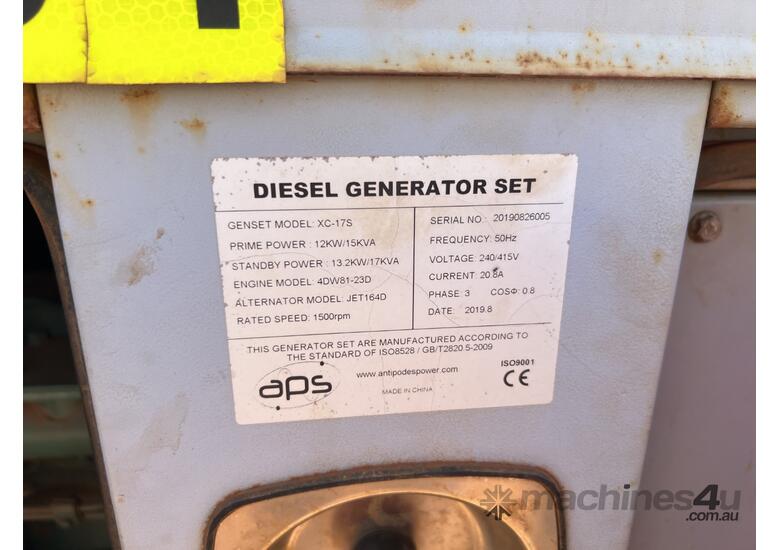 DIESEL GENERATOR SET
GENSET MODEL: XC-17S
PRIME POWER : 12KW/15KVA
STANDBY POWER : 13.2KW/17KVA
ENGINE MODEL: 4DW81-23D
ALTERNATOR MODEL: JET164D
RATED SPEED: 1500rpm
SERIAL NO.: 20190826005
FREQUENCY: 50Hz
VOLTAGE: 240/415V
CURRENT: 20.8A
PHASE: 3 COSΦ: 0.8
DATE: 2019.8
THIS GENERATOR SET ARE MANUFACTURED ACCORDING TO
THE STANDARD OF ISO8528 / GB/T2820.5-2009
aps
www.antipodespower.com
MADE IN CHINA
ISO9001
CE
machines4u
.com.au